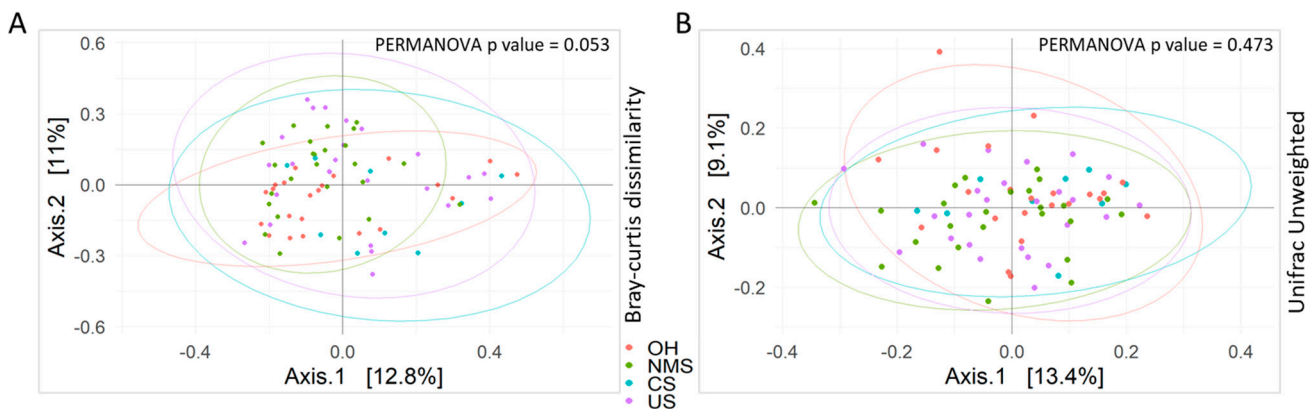 A
PERMANOVA p value = 0.053
0.6
0.3
0.0
-0.3
-0.6
Axis.2 [11%]
-0.4
0.0
0.4
Axis.1 [12.8%]
Bray-curtis dissimilarity
OH
NMS
CS
US
B
PERMANOVA p value = 0.473
0.4
0.2
0.0
-0.2
Axis.2 [9.1%]
-0.4
-0.2
0.0
0.2
0.4
Axis.1 [13.4%]
Unifrac Unweighted